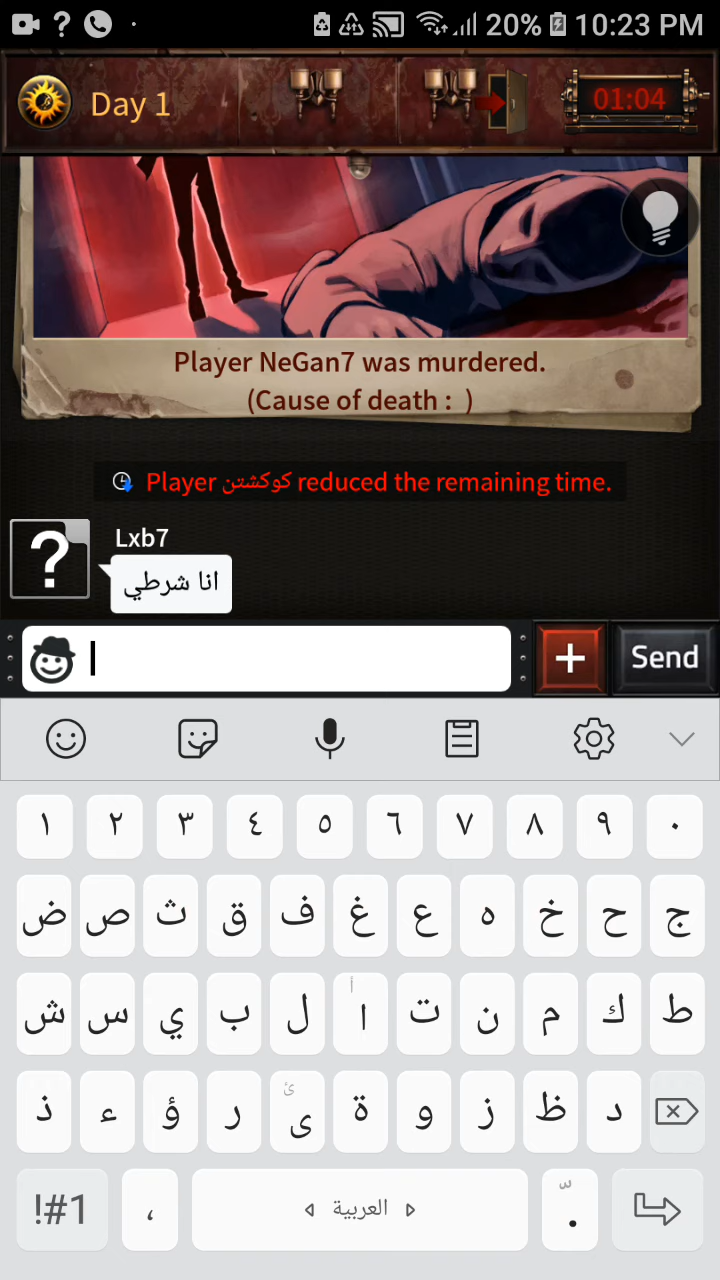 20% 10:23 PM
Day 1
01:04
Player NeGan7 was murdered.
(Cause of death : )
Player كوكشتن reduced the remaining time.
Lxb7
انا شرطي
Send
١ ٢ ٣ ٤ ٥ ٦ ٧ ٨ ٩ ٠
ض ص ث ق ف غ ع ه خ ح ج
ش س ي ب ل ا أ ت ن م ك ط
ذ ء ؤ ر ى ئ ة و ز ظ د
!#1 ، العربية .